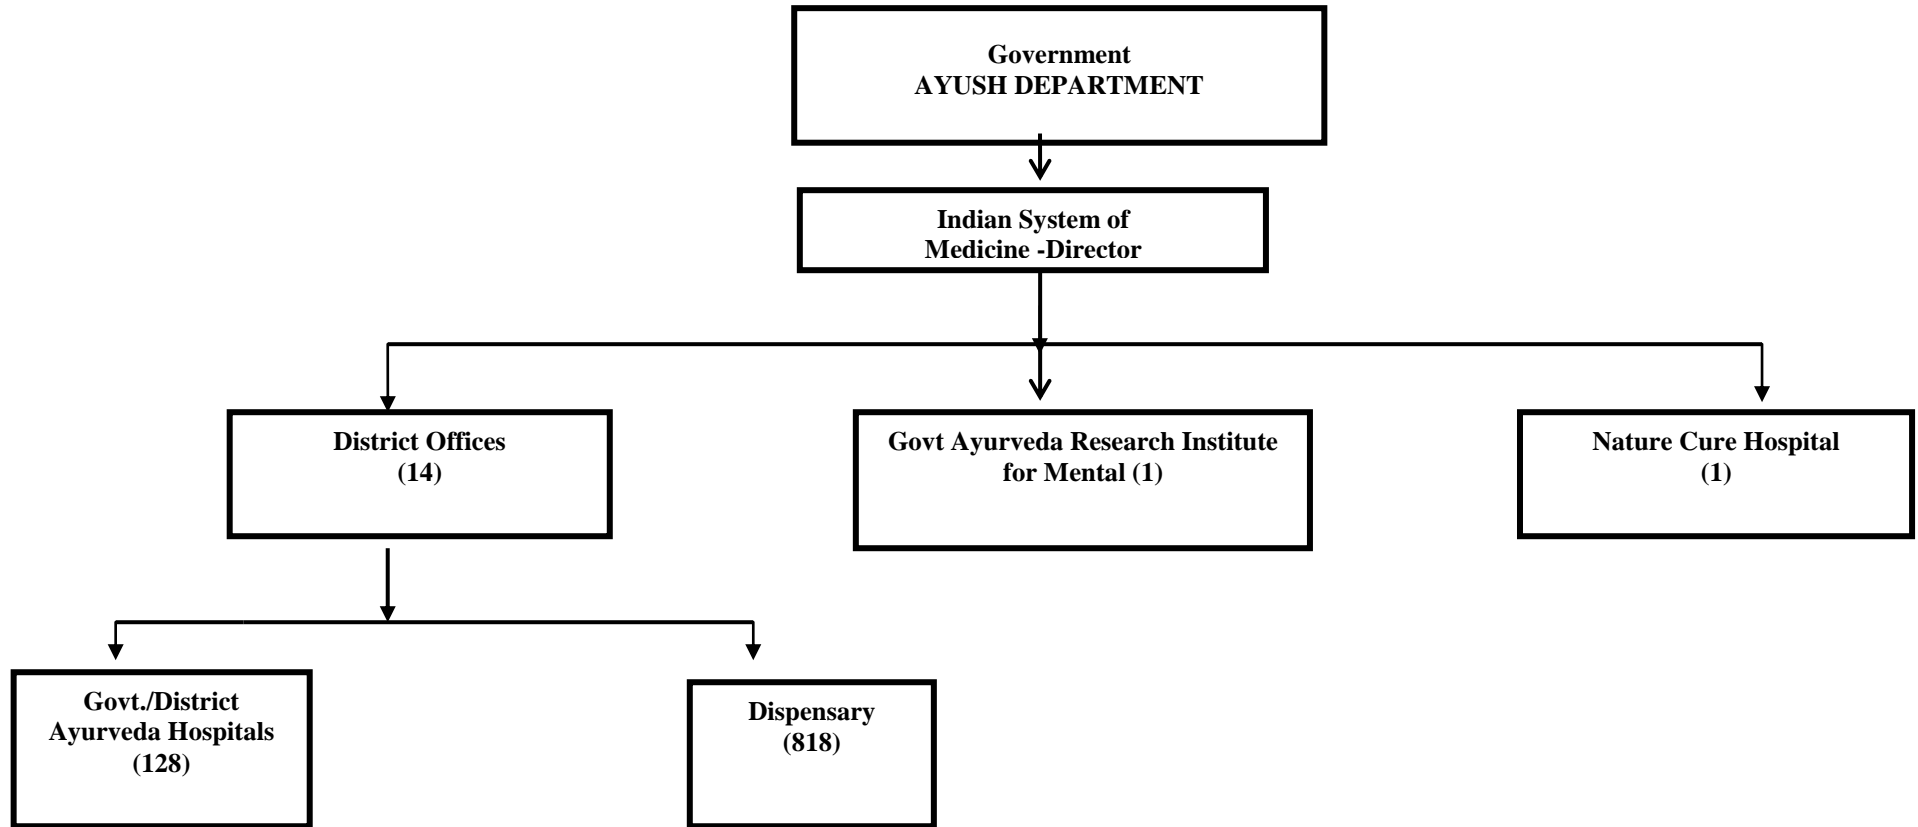 Government
AYUSH DEPARTMENT
Indian System of
Medicine -Director
District Offices
(14)
Govt Ayurveda Research Institute
for Mental (1)
Nature Cure Hospital
(1)
Govt./District
Ayurveda Hospitals
(128)
Dispensary
(818)